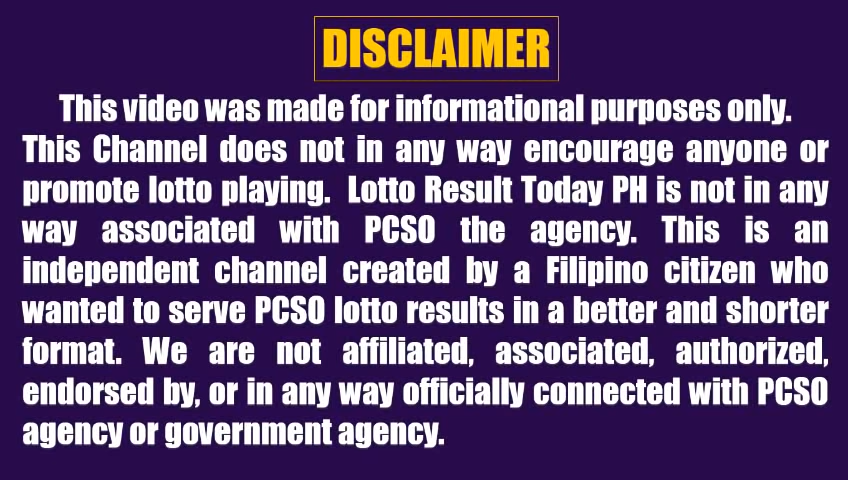 DISCLAIMER
This video was made for informational purposes only.
This Channel does not in any way encourage anyone or
promote lotto playing. Lotto Result Today PH is not in any
way associated with PCSO the agency. This is an
independent channel created by a Filipino citizen who
wanted to serve PCSO lotto results in a better and shorter
format. We are not affiliated, associated, authorized,
endorsed by, or in any way officially connected with PCSO
agency or government agency.